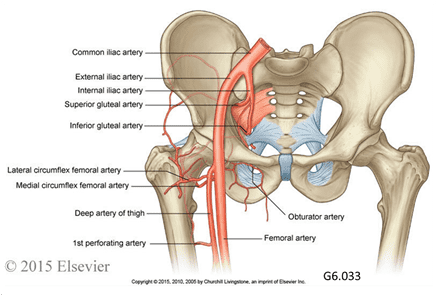 Common iliac artery
External iliac artery
Internal iliac artery
Superior gluteal artery
Inferior gluteal artery
Lateral circumflex femoral artery
Medial circumflex femoral artery
Deep artery of thigh
Obturator artery
1st perforating artery
Femoral artery
© 2015 Elsevier
G6.033
Copyright © 2015, 2010, 2005 by Churchill Livingstone, an imprint of Elsevier Inc.